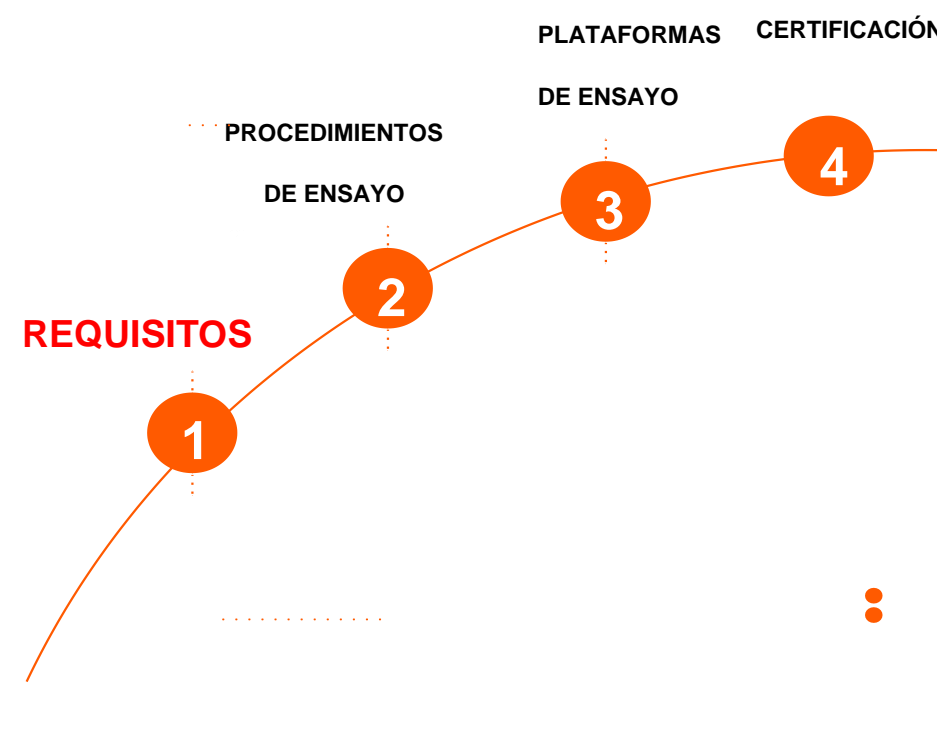 PLATAFORMAS
DE ENSAYO
CERTIFICACIÓN
PROCEDIMIENTOS
DE ENSAYO
4
3
2
REQUISITOS
1